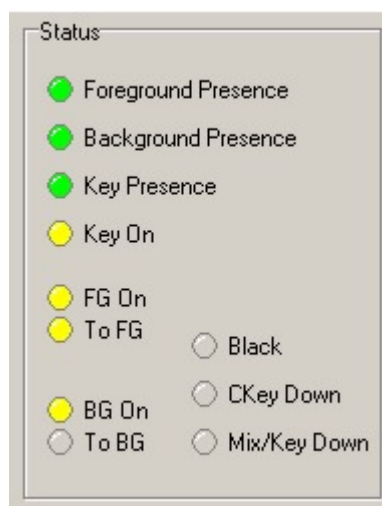 Status
Foreground Presence
Background Presence
Key Presence
Key On
FG On
To FG
Black
CKey Down
BG On
To BG
Mix/Key Down